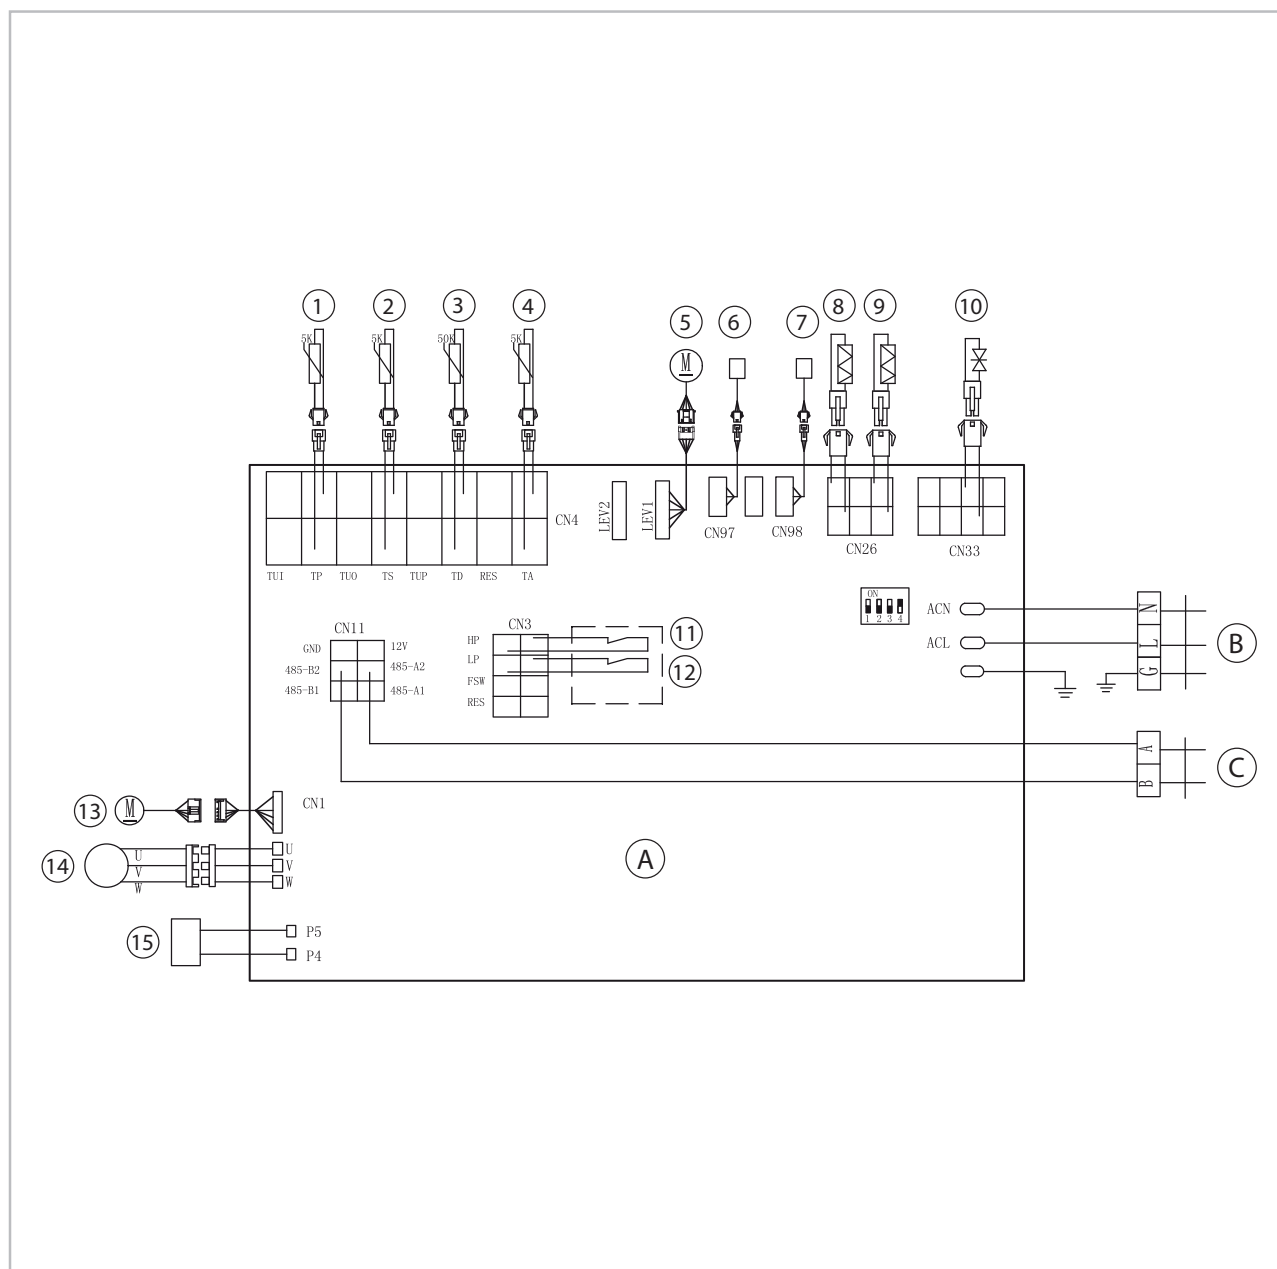 1 2 3 4 5 6 7 8 9 10
5K 5K 50K 5K
M
LEV2 LEV1
CN4
CN97 CN98
CN26 CN33
TUI TP TUO TS TUP TD RES TA
ON
1 2 3 4
ACN N
ACL L
G
B
CN11
GND 12V
485-B2 485-A2
485-B1 485-A1
CN3
HP 11
LP 12
FSW
RES
A
B
C
13 M CN1
14 U V W U V W
A
15 P5
P4